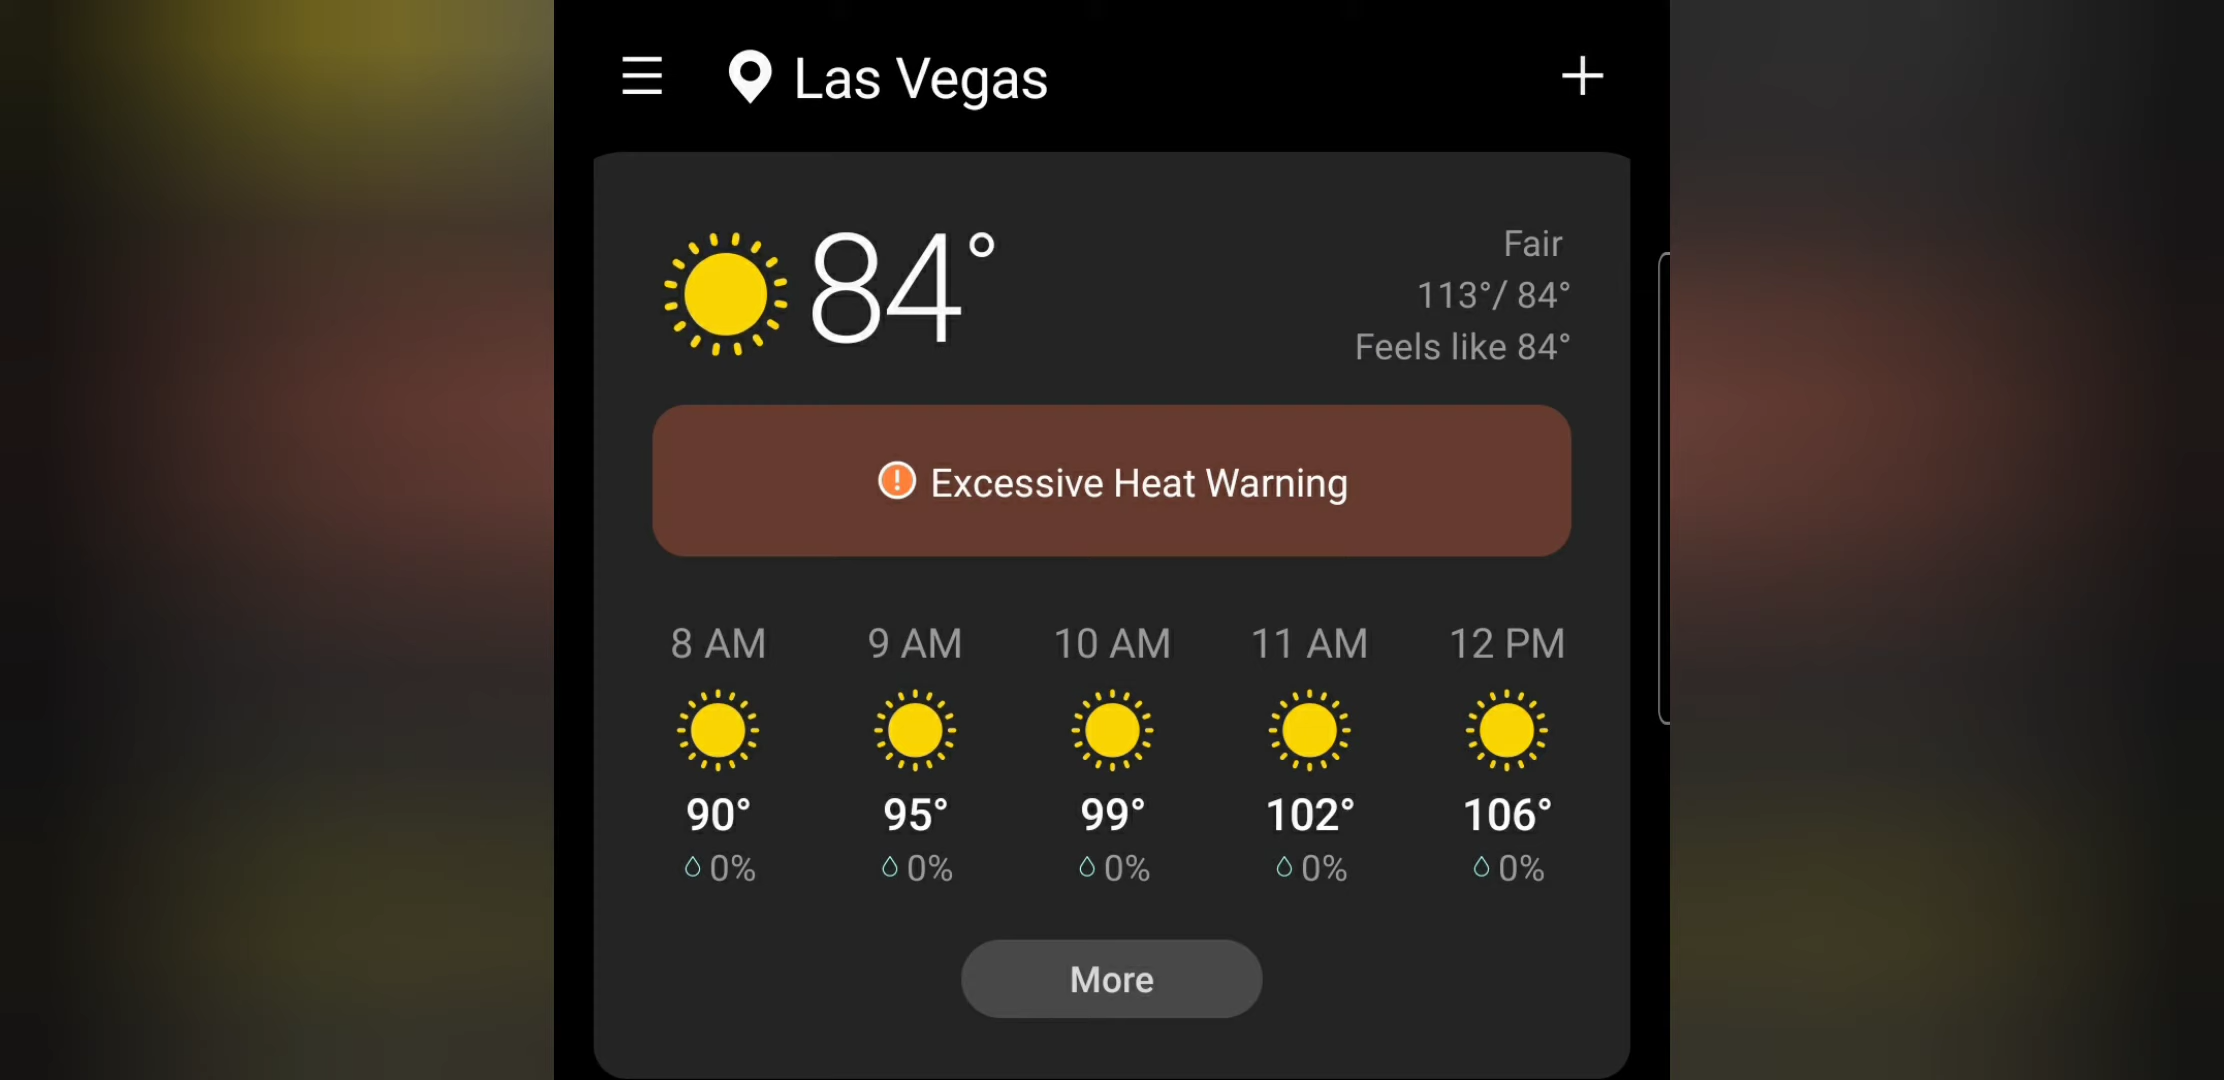 Las Vegas
84°
Fair
113°/ 84°
Feels like 84°
Excessive Heat Warning
8 AM 9 AM 10 AM 11 AM 12 PM
90° 95° 99° 102° 106°
0% 0% 0% 0% 0%
More